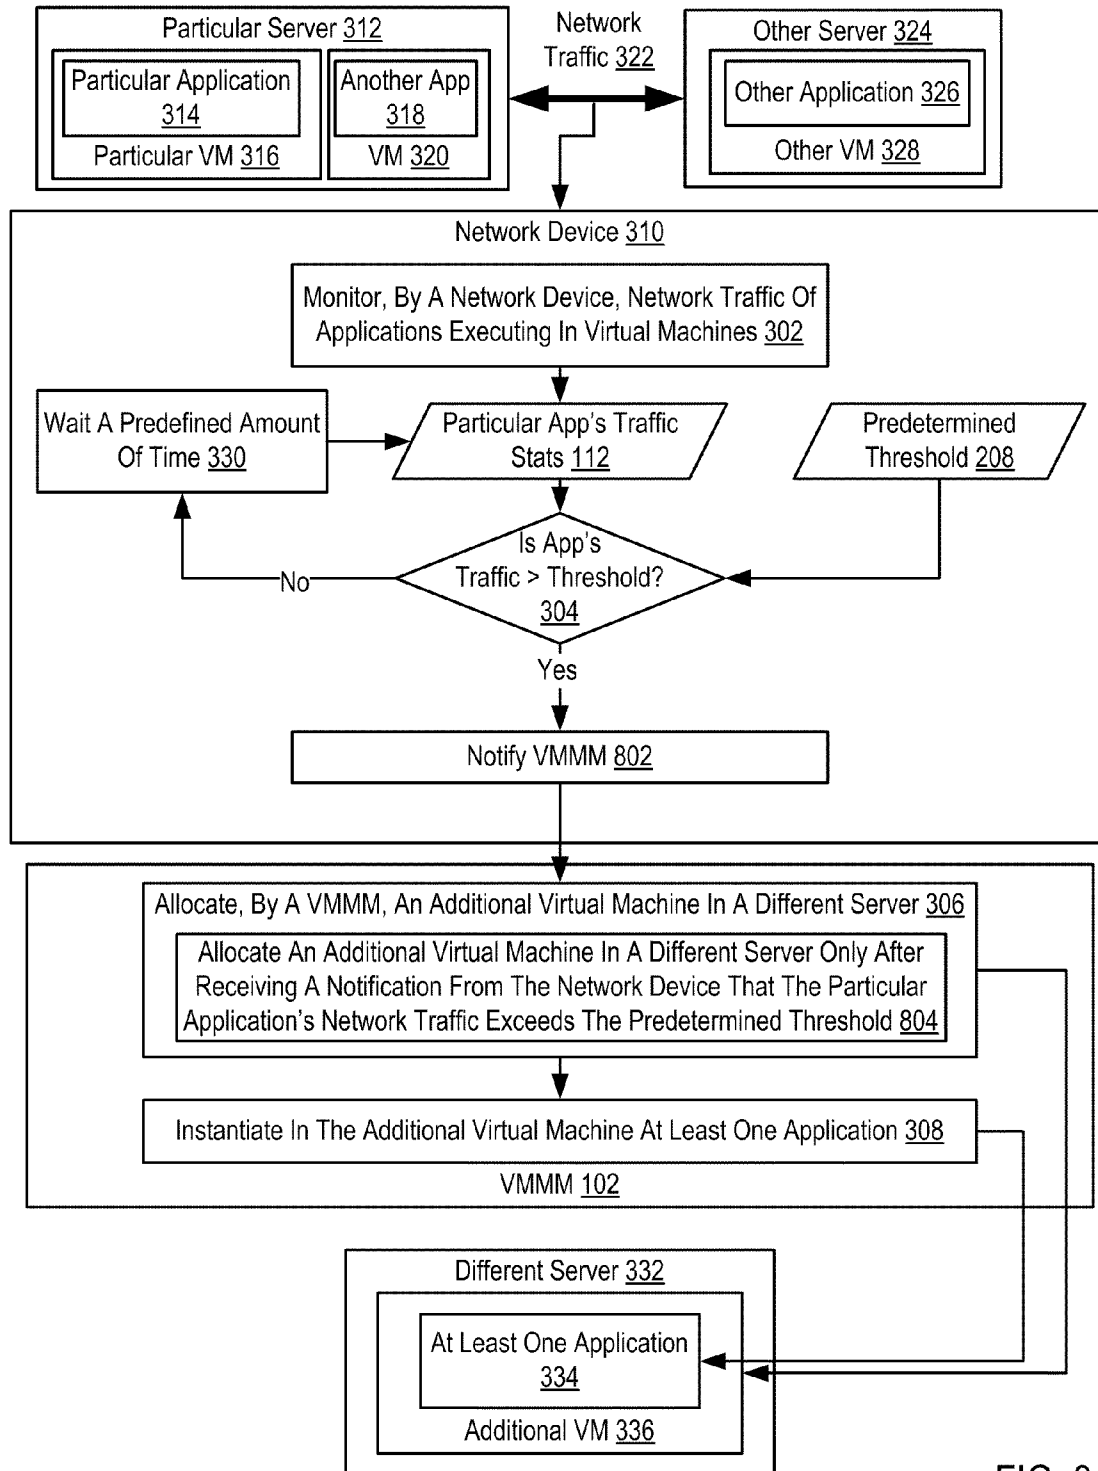 Particular Server 312
Network
Traffic 322
Other Server 324
Particular Application
314
Another App
318
Other Application 326
Particular VM 316
VM 320
Other VM 328
Network Device 310
Monitor, By A Network Device, Network Traffic Of
Applications Executing In Virtual Machines 302
Wait A Predefined Amount
Of Time 330
Particular App's Traffic
Stats 112
Predetermined
Threshold 208
Is App's
Traffic > Threshold?
304
No
Yes
Notify VMMM 802
Allocate, By A VMMM, An Additional Virtual Machine In A Different Server 306
Allocate An Additional Virtual Machine In A Different Server Only After
Receiving A Notification From The Network Device That The Particular
Application's Network Traffic Exceeds The Predetermined Threshold 804
Instantiate In The Additional Virtual Machine At Least One Application 308
VMMM 102
Different Server 332
At Least One Application
334
Additional VM 336
FIG.